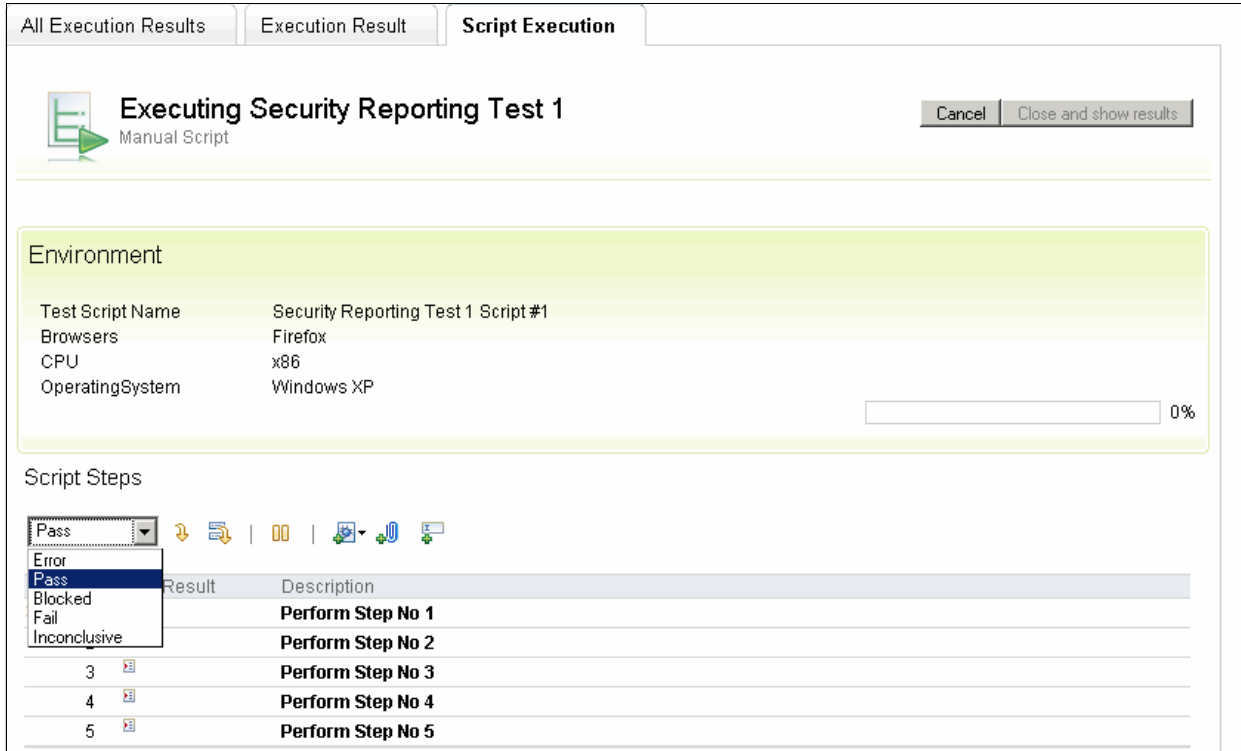 All Execution Results Execution Result Script Execution
Executing Security Reporting Test 1
Manual Script
Cancel Close and show results
Environment
Test Script Name Security Reporting Test 1 Script #1
Browsers Firefox
CPU x86
OperatingSystem Windows XP
0%
Script Steps
Pass
Error
Pass
Blocked
Fail
Inconclusive
Result Description
Perform Step No 1
Perform Step No 2
3 Perform Step No 3
4 Perform Step No 4
5 Perform Step No 5